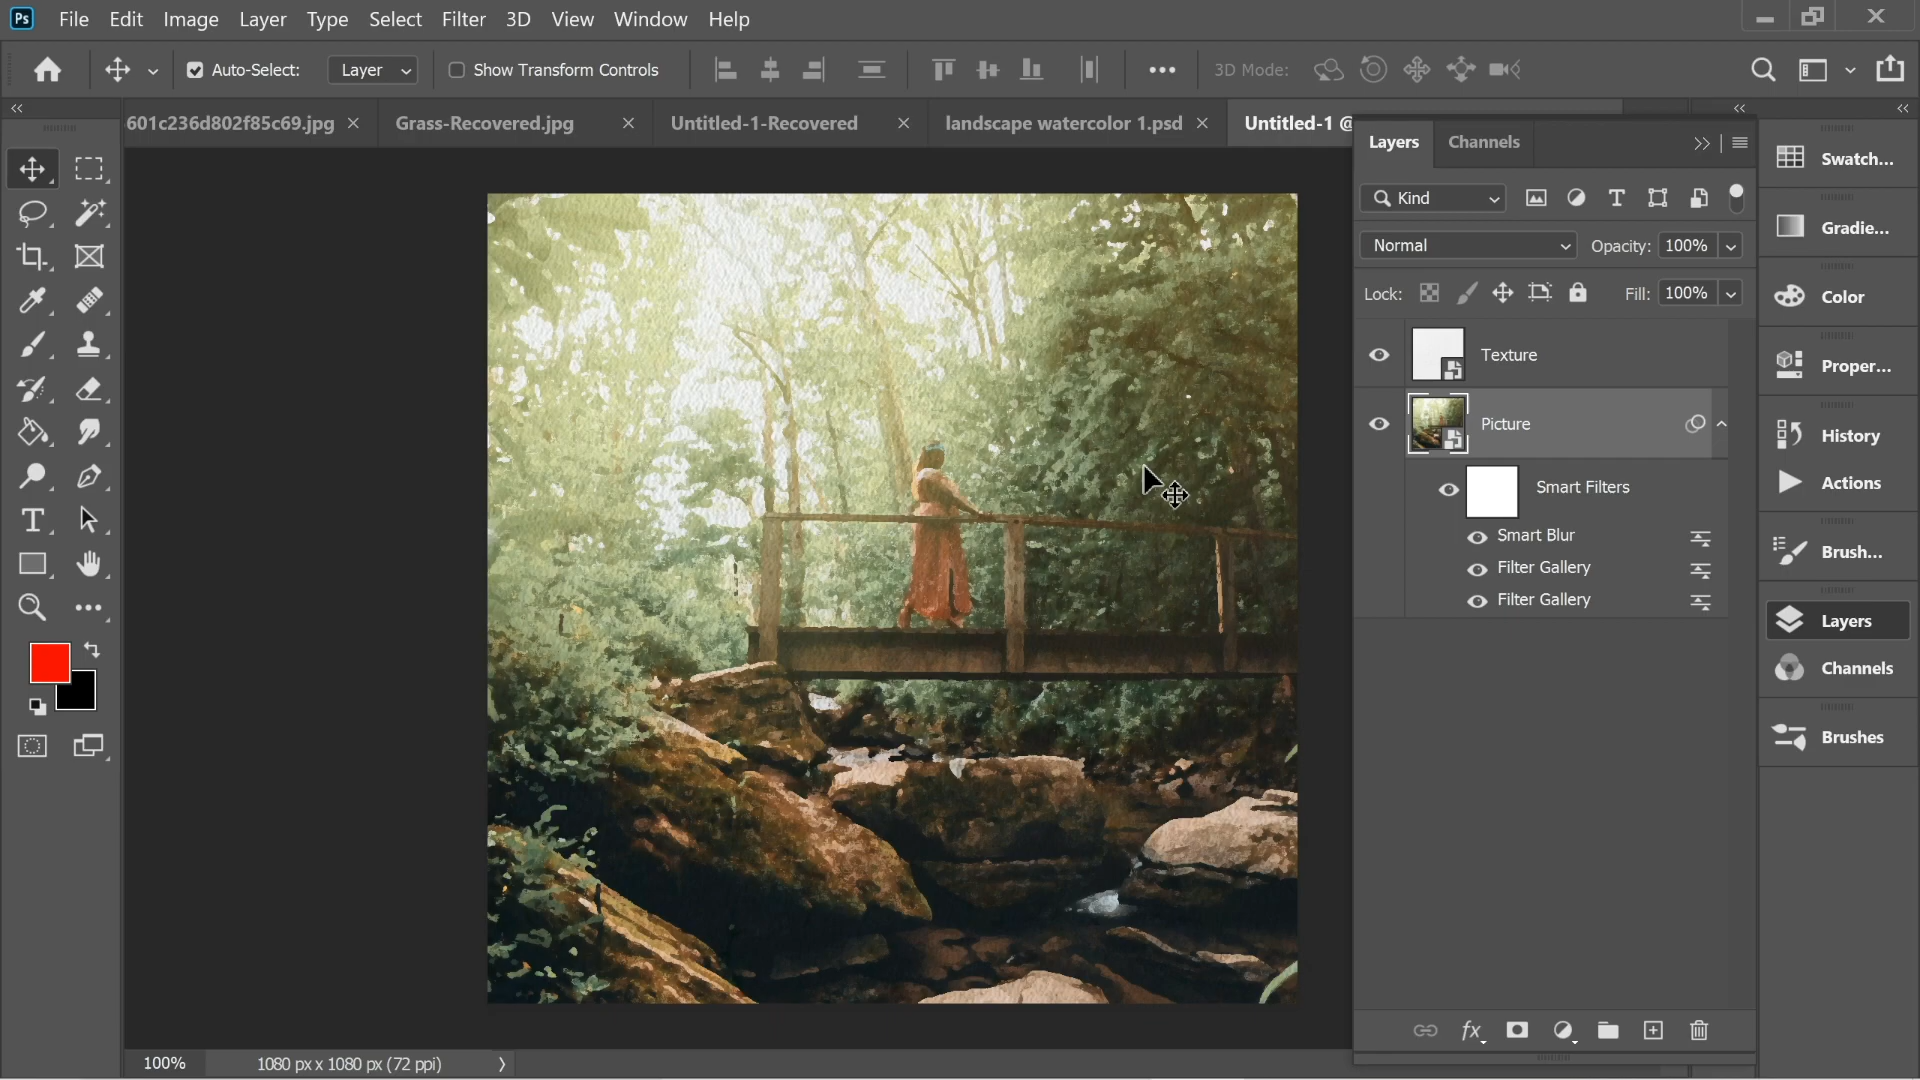 Ps File Edit Image Layer Type Select Filter 3D View Window Help
Auto-Select: Layer Show Transform Controls 3D Mode:
601c236d802f85c69.jpg Grass-Recovered.jpg Untitled-1-Recovered landscape watercolor 1.psd Untitled-1 @
Layers Channels
Kind
Normal Opacity: 100%
Lock: Fill: 100%
Texture
Picture
Smart Filters
Smart Blur
Filter Gallery
Filter Gallery
Swatch...
Gradie...
Color
Proper...
History
Actions
Brush...
Layers
Channels
Brushes
100% 1080 px x 1080 px (72 ppi)